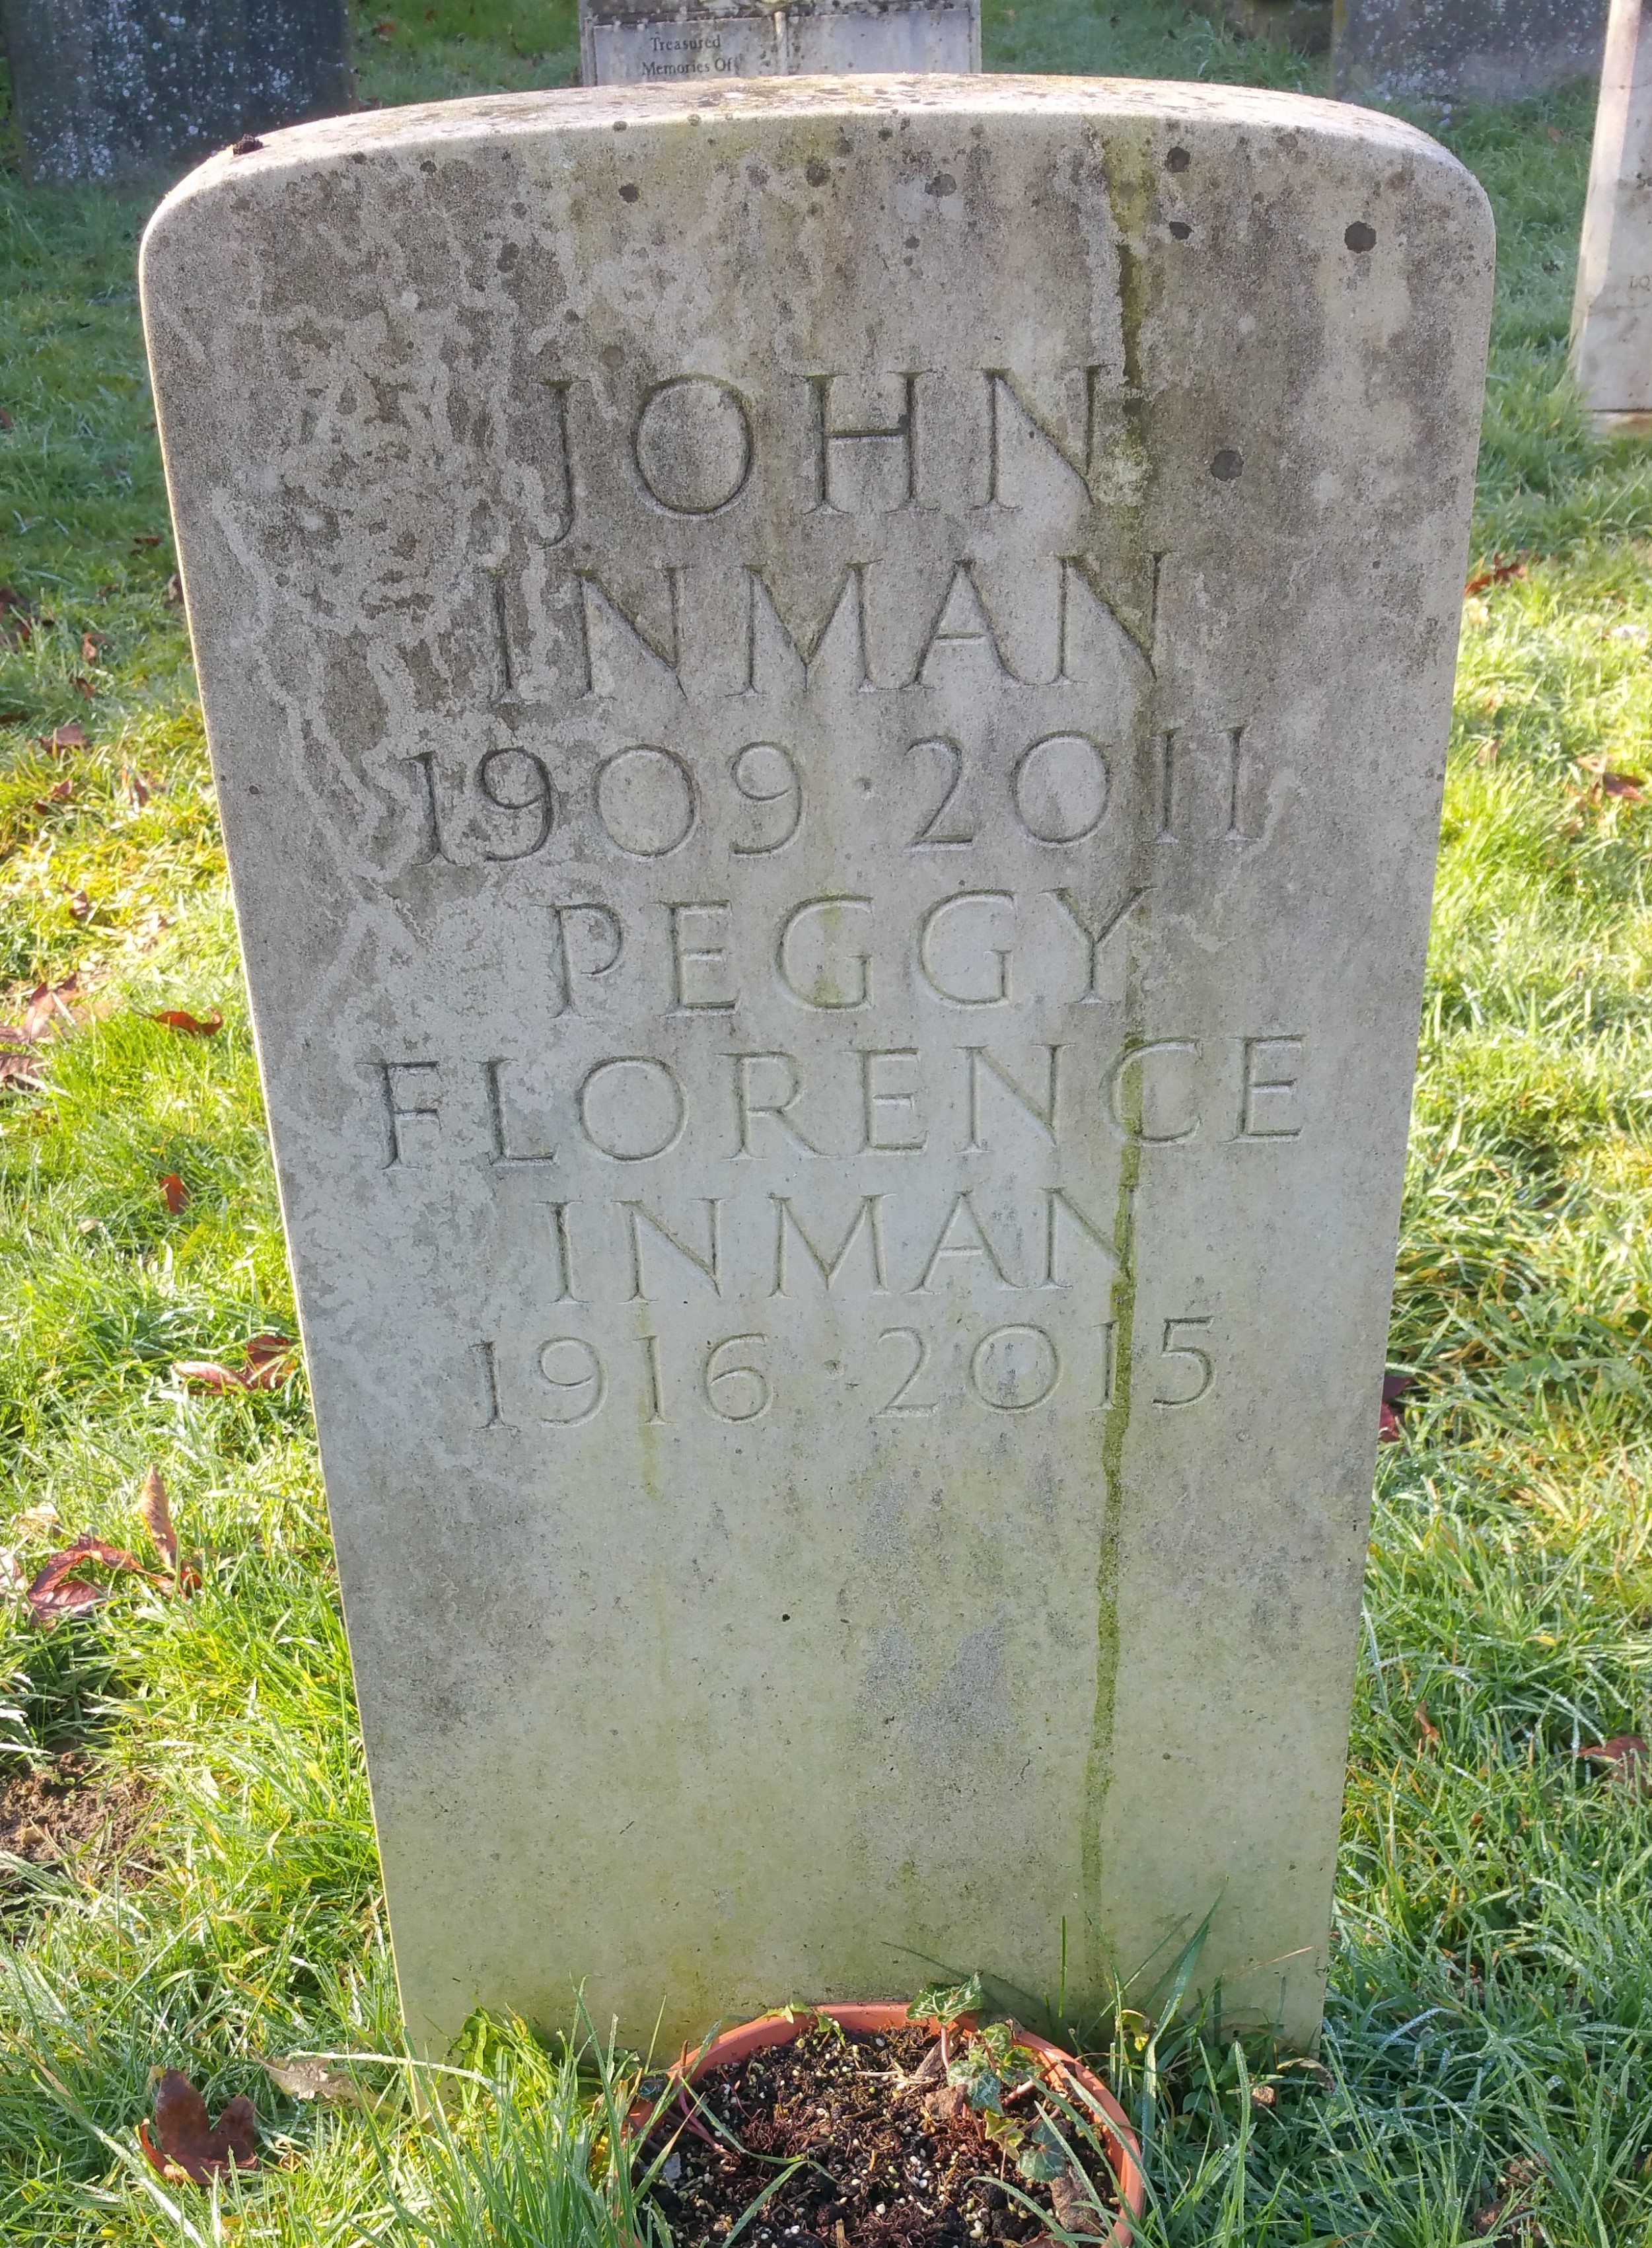 Treasured
Memories Of
JOHN
INMAN
1909·2011
PEGGY
FLORENCE
INMAN
1916·2015